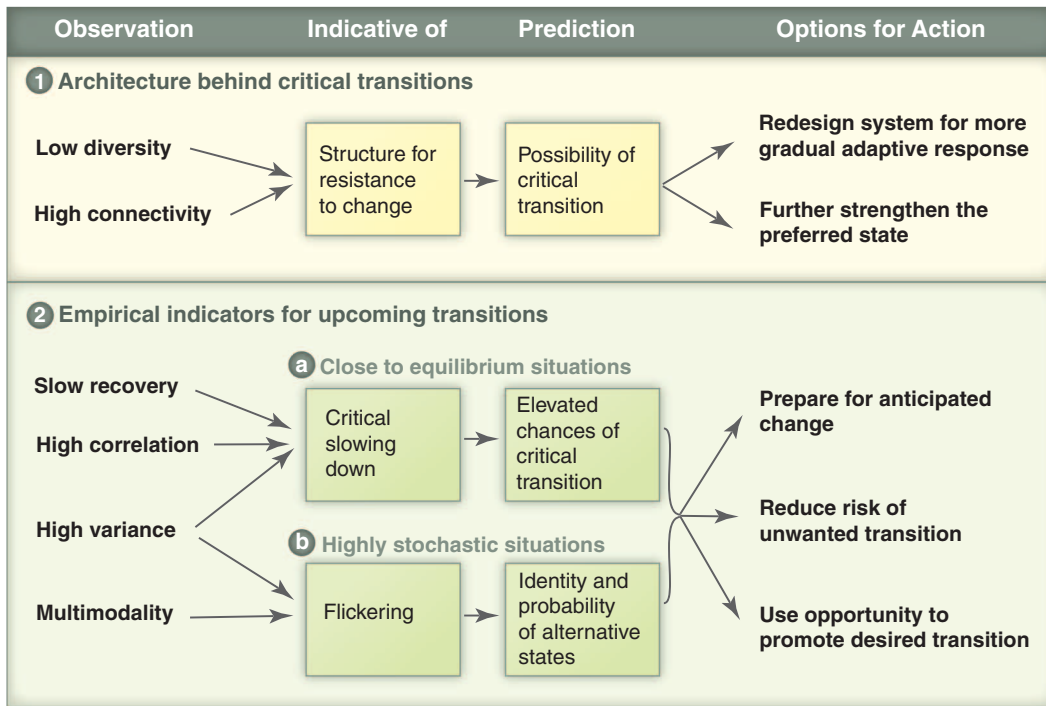 Observation Indicative of Prediction Options for Action
1 Architecture behind critical transitions
Low diversity
High connectivity
Structure for
resistance
to change
Possibility of
critical
transition
Redesign system for more
gradual adaptive response
Further strengthen the
preferred state
2 Empirical indicators for upcoming transitions
Slow recovery
High correlation
High variance
Multimodality
a Close to equilibrium situations
Critical
slowing
down
Elevated
chances of
critical
transition
b Highly stochastic situations
Flickering
Identity and
probability
of alternative
states
Prepare for anticipated
change
Reduce risk of
unwanted transition
Use opportunity to
promote desired transition